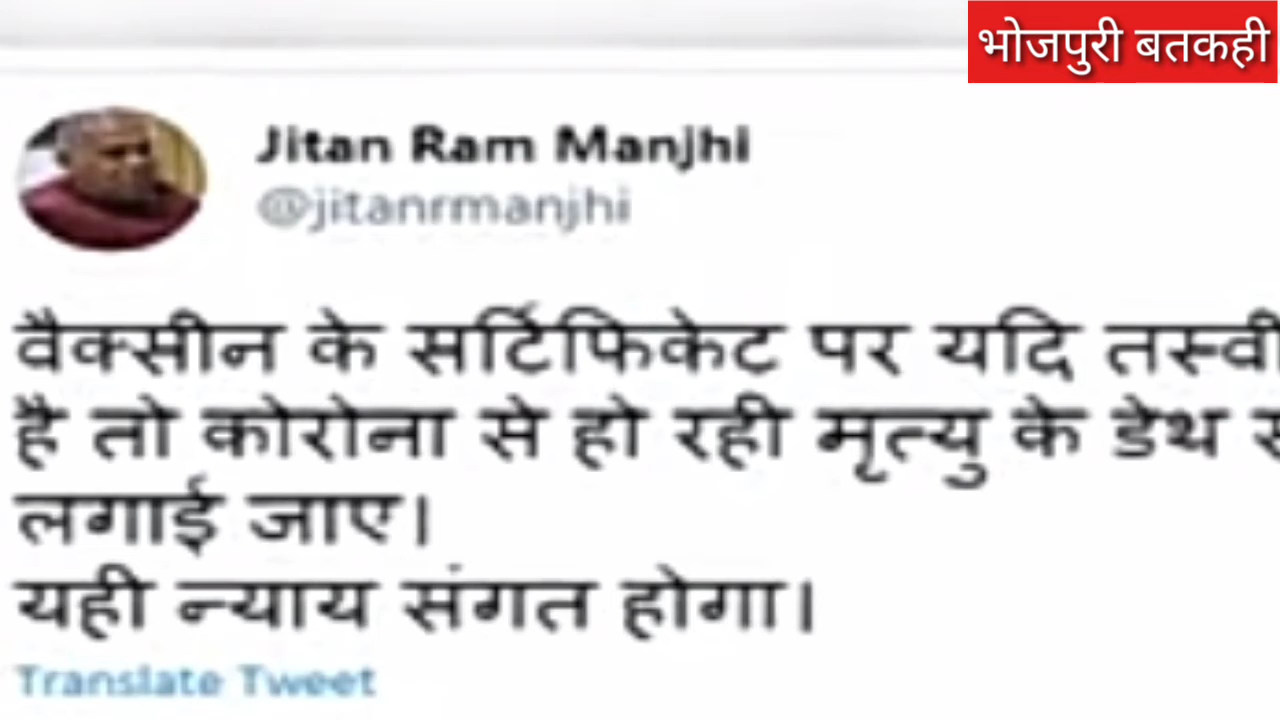 भोजपुरी बतकही
Jitan Ram Manjhi
@jitanrmanjhi
वैक्सीन के सर्टिफिकेट पर यदि
है तो कोरोना से हो रही मृत्यु के डेथ
लगाई जाए।
यही न्याय संगत होगा।
Translate Tweet